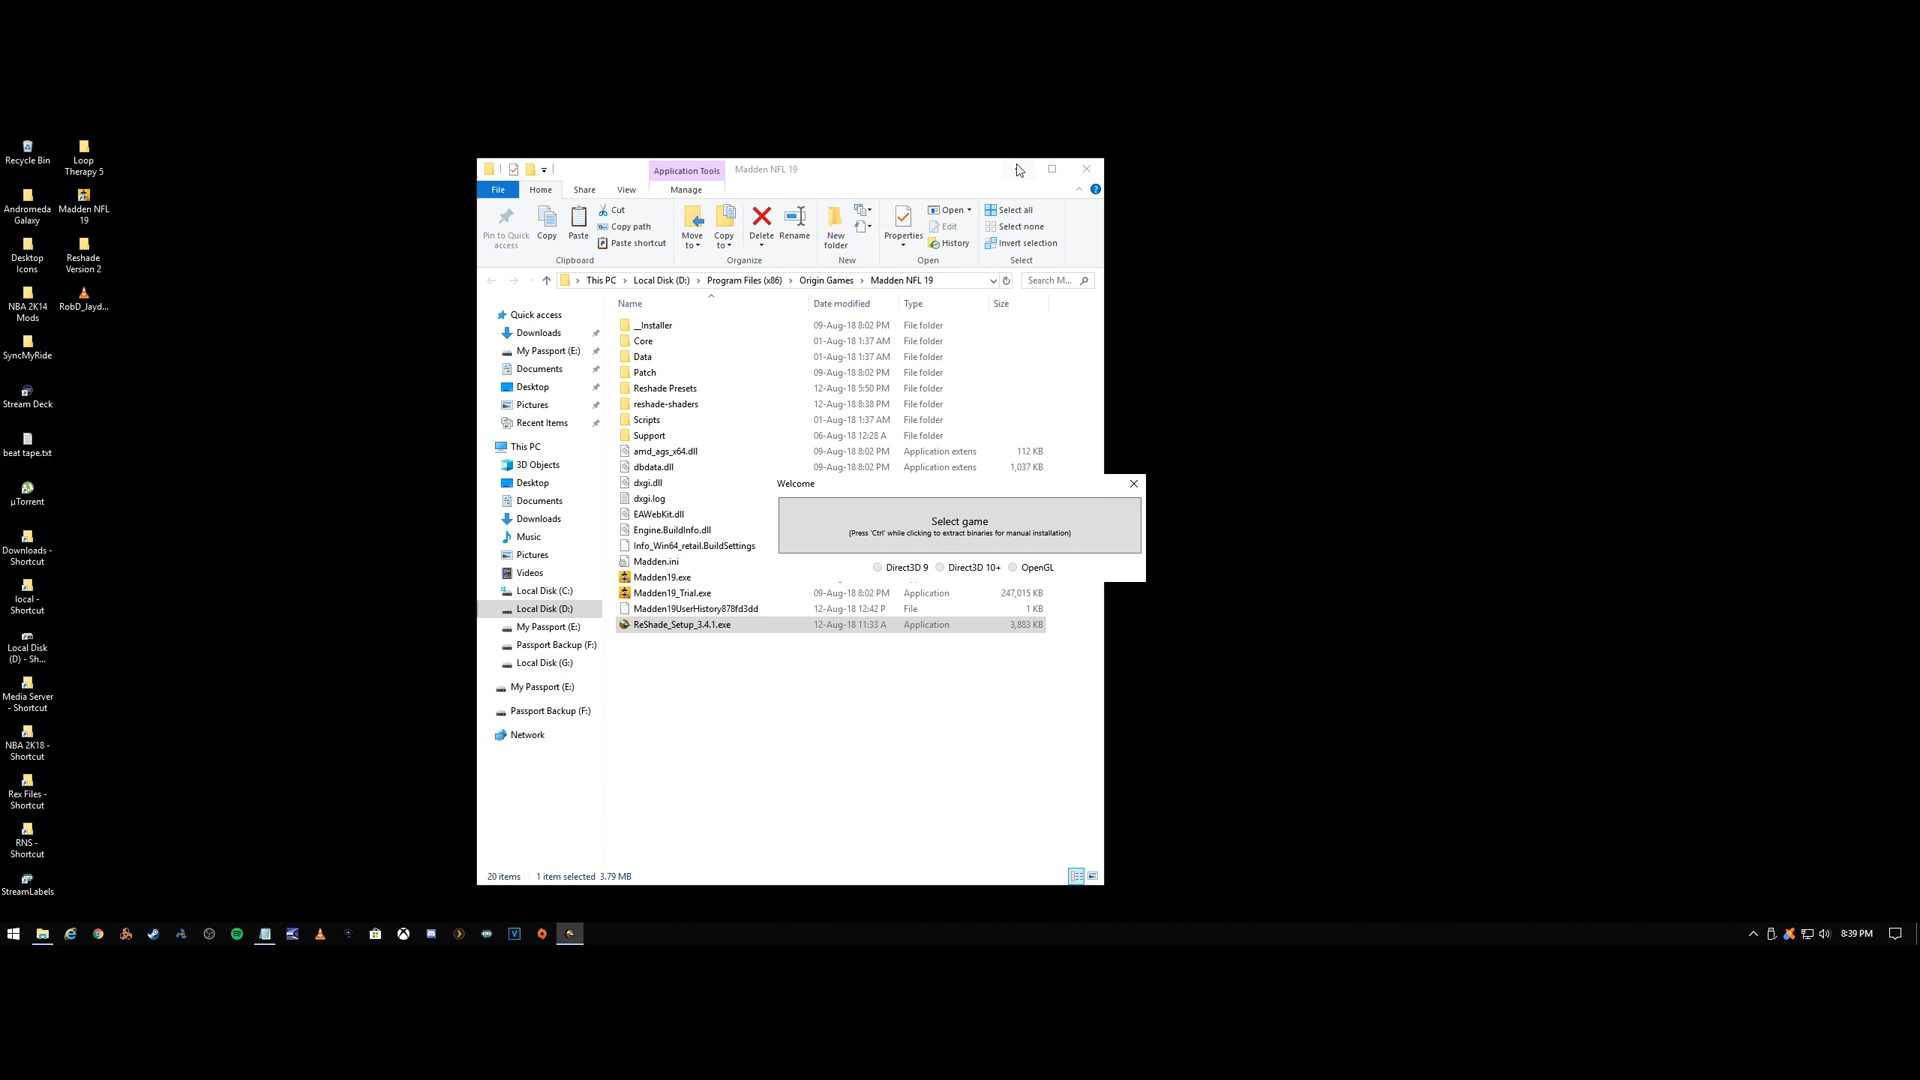 Recycle Bin
Loop
Therapy 5
Andromeda
Galaxy
Madden NFL
19
Desktop
Icons
Reshade
Version 2
NBA 2K14
Mods
RobD_Jayd...
SyncMyRide
Stream Deck
beat tape.txt
µTorrent
Downloads -
Shortcut
local -
Shortcut
Local Disk
(D) - Sh...
Media Server
- Shortcut
NBA 2K18 -
Shortcut
Rex Files -
Shortcut
RNS -
Shortcut
StreamLabels
Application Tools
Madden NFL 19
File
Home
Share
View
Manage
Pin to Quick
access
Copy
Paste
Cut
Copy path
Paste shortcut
Clipboard
Move
to
Copy
to
Delete
Rename
Organize
New
folder
New
Properties
Open
Edit
History
Open
Select all
Select none
Invert selection
Select
This PC > Local Disk (D:) > Program Files (x86) > Origin Games > Madden NFL 19
Search M...
Name Date modified Type Size
Quick access
Downloads
My Passport (E:)
Documents
Desktop
Pictures
Recent Items
This PC
3D Objects
Desktop
Documents
Downloads
Music
Pictures
Videos
Local Disk (C:)
Local Disk (D:)
My Passport (E:)
Passport Backup (F:)
Local Disk (G:)
My Passport (E:)
Passport Backup (F:)
Network
__Installer 09-Aug-18 8:02 PM File folder
Core 01-Aug-18 1:37 AM File folder
Data 01-Aug-18 1:37 AM File folder
Patch 09-Aug-18 8:02 PM File folder
Reshade Presets 12-Aug-18 5:50 PM File folder
reshade-shaders 12-Aug-18 8:38 PM File folder
Scripts 01-Aug-18 1:37 AM File folder
Support 06-Aug-18 12:28 A File folder
amd_ags_x64.dll 09-Aug-18 8:02 PM Application extens 112 KB
dbdata.dll 09-Aug-18 8:02 PM Application extens 1,037 KB
dxgi.dll
dxgi.log
EAWebKit.dll
Engine.BuildInfo.dll
Info_Win64_retail.BuildSettings
Madden.ini
Madden19.exe
Madden19_Trial.exe 09-Aug-18 8:02 PM Application 247,015 KB
Madden19UserHistory878fd3dd 12-Aug-18 12:42 P File 1 KB
ReShade_Setup_3.4.1.exe 12-Aug-18 11:33 A Application 3,883 KB
Welcome
Select game
(Press 'Ctrl' while clicking to extract binaries for manual installation)
Direct3D 9
Direct3D 10+
OpenGL
20 items 1 item selected 3.79 MB
8:39 PM